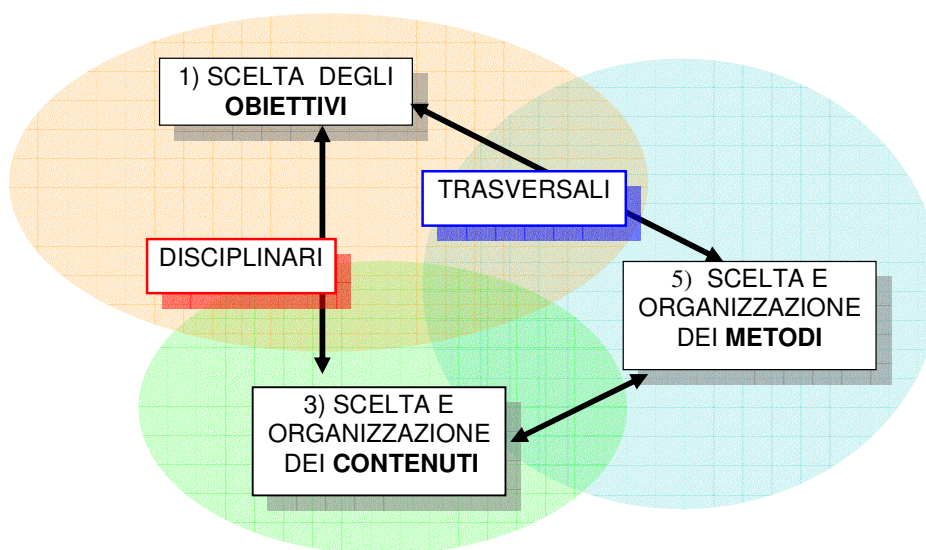 1) SCELTA DEGLI
OBIETTIVI
TRASVERSALI
DISCIPLINARI
5) SCELTA E
ORGANIZZAZIONE
DEI METODI
3) SCELTA E
ORGANIZZAZIONE
DEI CONTENUTI